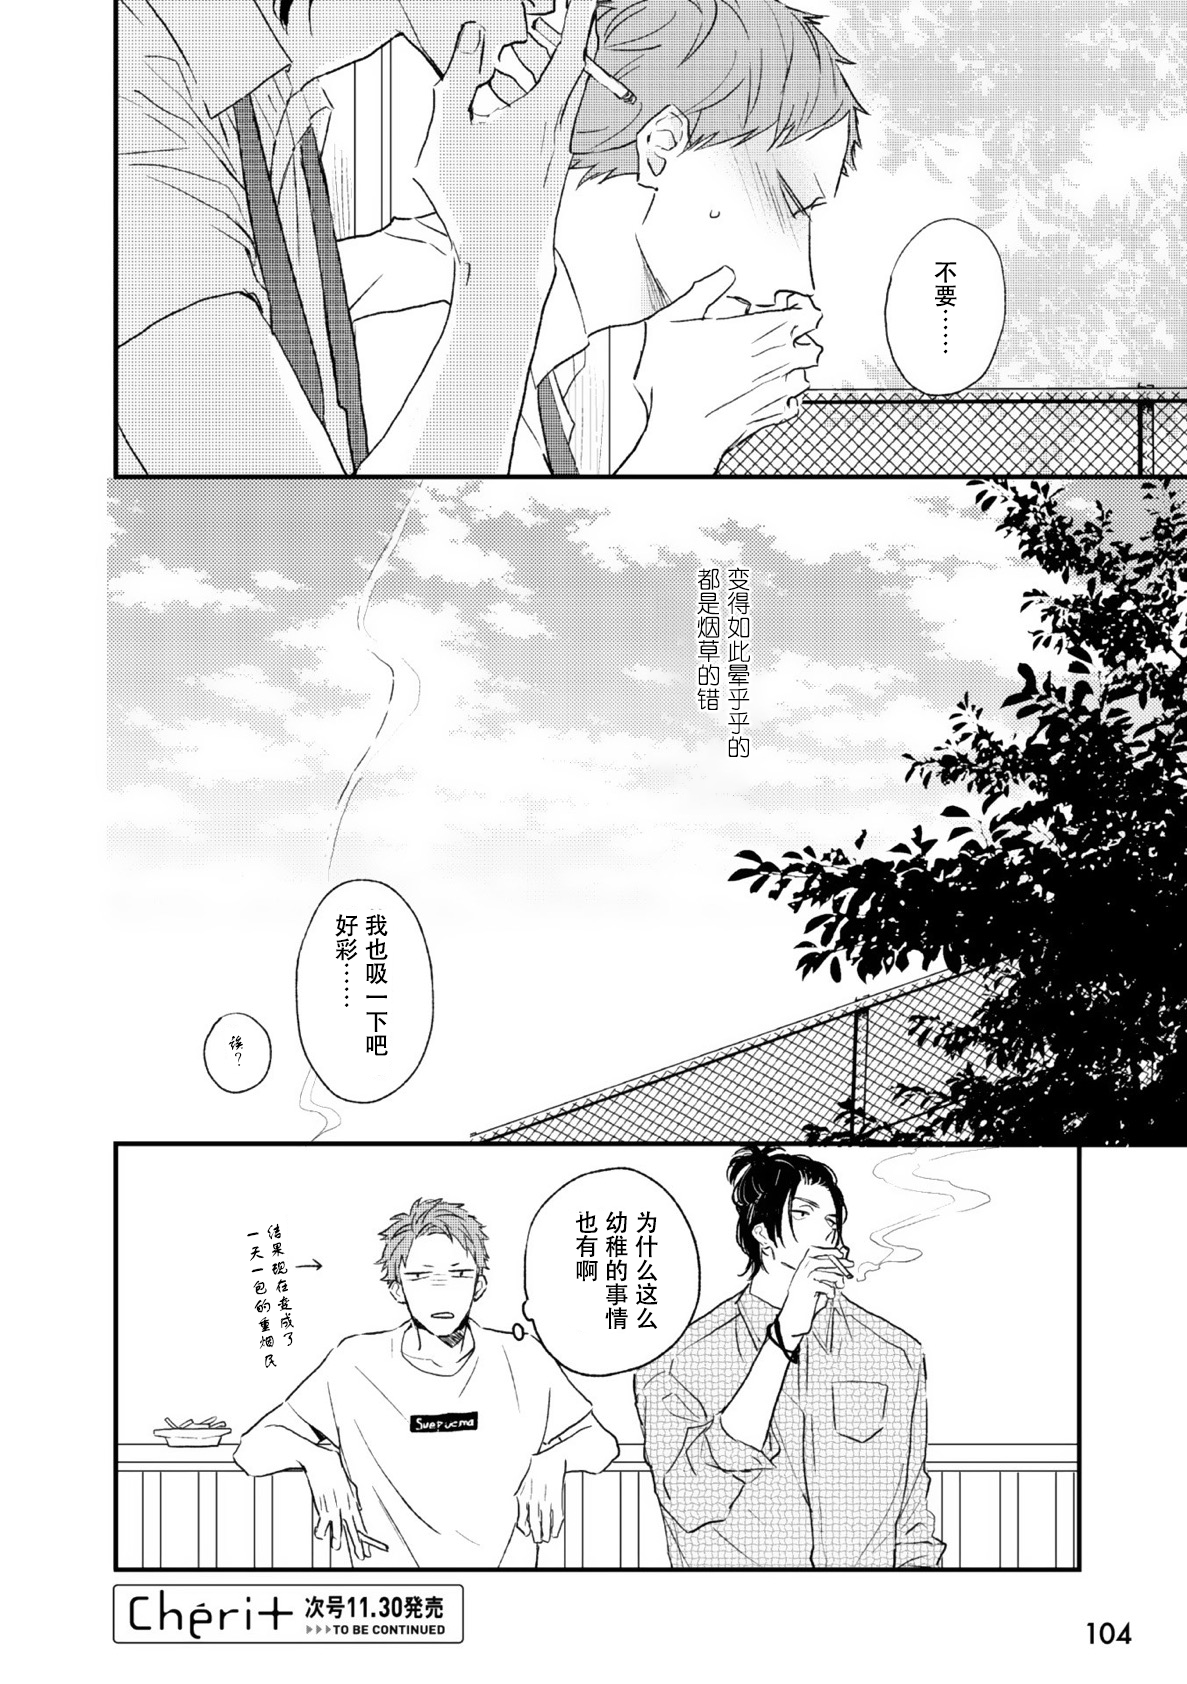 不要……
变得如此晕乎乎的
都是烟草的错
我也吸一下吧
好彩……
诶？
为什么这么
幼稚的事情
也有啊
结果现在变成了
一天一包的重烟民
Suepucma
Chéri+
次号11.30発売
▶▶▶TO BE CONTINUED
104